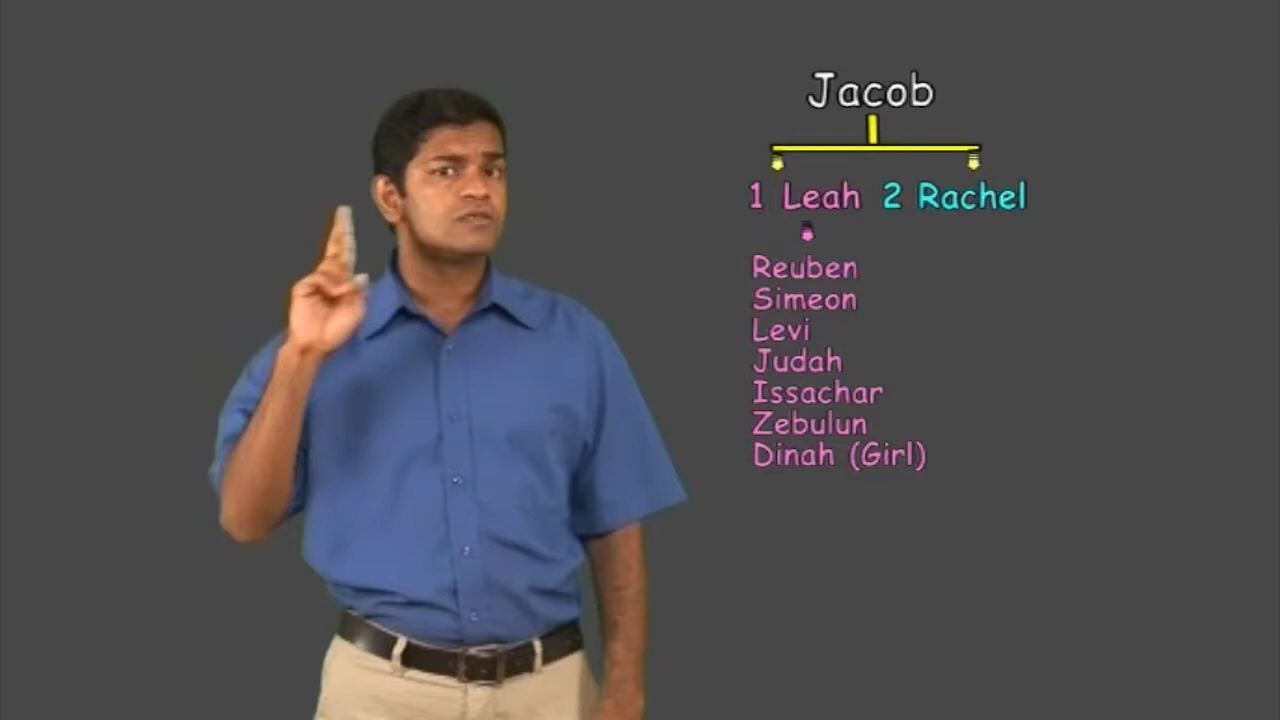 Jacob
1 Leah 2 Rachel
Reuben
Simeon
Levi
Judah
Issachar
Zebulun
Dinah (Girl)